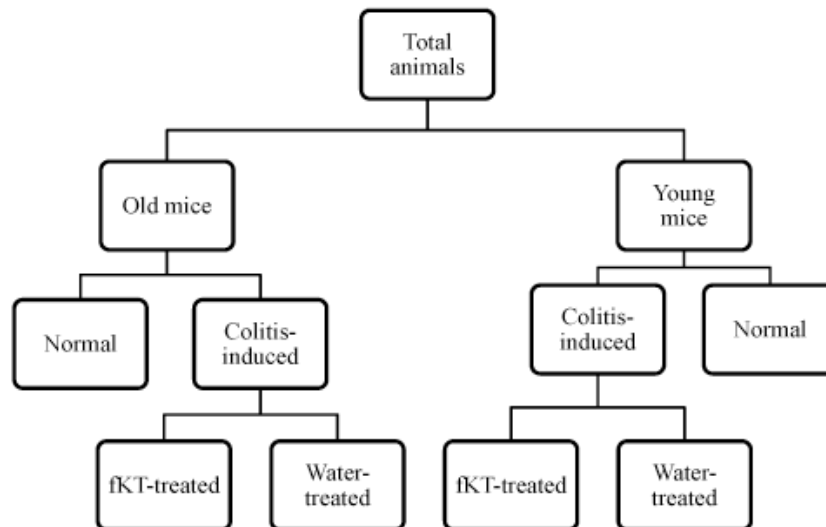 Total
animals
Old mice
Young
mice
Normal
Colitis-
induced
Colitis-
induced
Normal
fKT-treated
Water-
treated
fKT-treated
Water-
treated